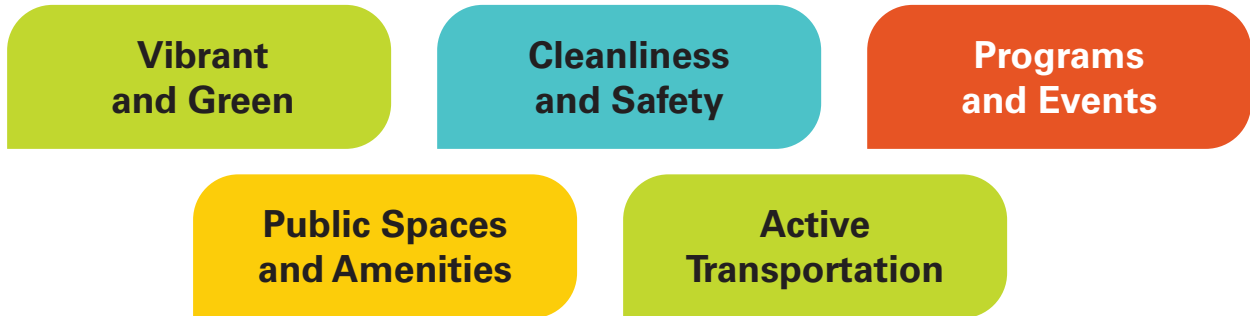 Vibrant
and Green
Cleanliness
and Safety
Programs
and Events
Public Spaces
and Amenities
Active
Transportation